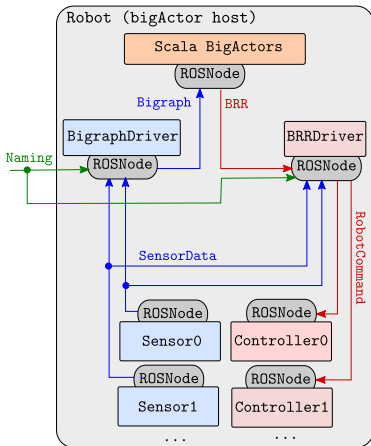 Robot (bigActor host)
Scala BigActors
ROSNode
Bigraph
BRR
BigraphDriver
BRRDriver
Naming
ROSNode
ROSNode
SensorData
RobotCommand
ROSNode
ROSNode
Sensor0
Controller0
ROSNode
ROSNode
Sensor1
Controller1
...
...